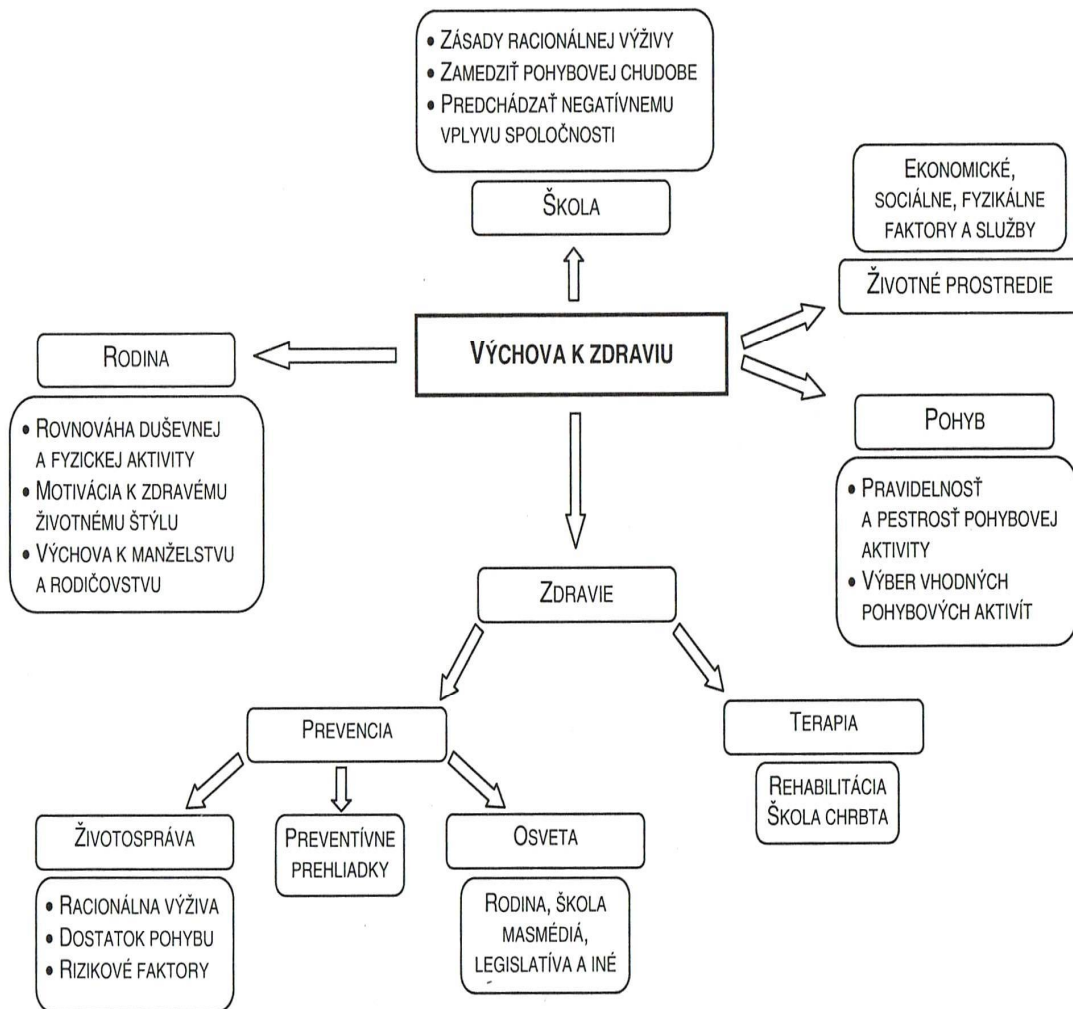 • ZÁSADY RACIONÁLNEJ VÝŽIVY
• ZAMEDZIŤ POHYBOVEJ CHUDOBE
• PREDCHÁDZAŤ NEGATÍVNEMU
VPLYVU SPOLOČNOSTI
ŠKOLA
EKONOMICKÉ,
SOCIÁLNE, FYZIKÁLNE
FAKTORY A SLUŽBY
ŽIVOTNÉ PROSTREDIE
VÝCHOVA K ZDRAVIU
RODINA
• ROVNOVÁHA DUŠEVNEJ
A FYZICKEJ AKTIVITY
• MOTIVÁCIA K ZDRAVÉMU
ŽIVOTNÉMU ŠTÝLU
• VÝCHOVA K MANŽELSTVU
A RODIČOVSTVU
POHYB
• PRAVIDELNOSŤ
A PESTROSŤ POHYBOVEJ
AKTIVITY
• VÝBER VHODNÝCH
POHYBOVÝCH AKTIVÍT
ZDRAVIE
PREVENCIA
TERAPIA
REHABILITÁCIA
ŠKOLA CHRBTA
ŽIVOTOSPRÁVA
• RACIONÁLNA VÝŽIVA
• DOSTATOK POHYBU
• RIZIKOVÉ FAKTORY
PREVENTÍVNE
PREHLIADKY
OSVETA
RODINA, ŠKOLA
MASMÉDIÁ,
LEGISLATÍVA A INÉ